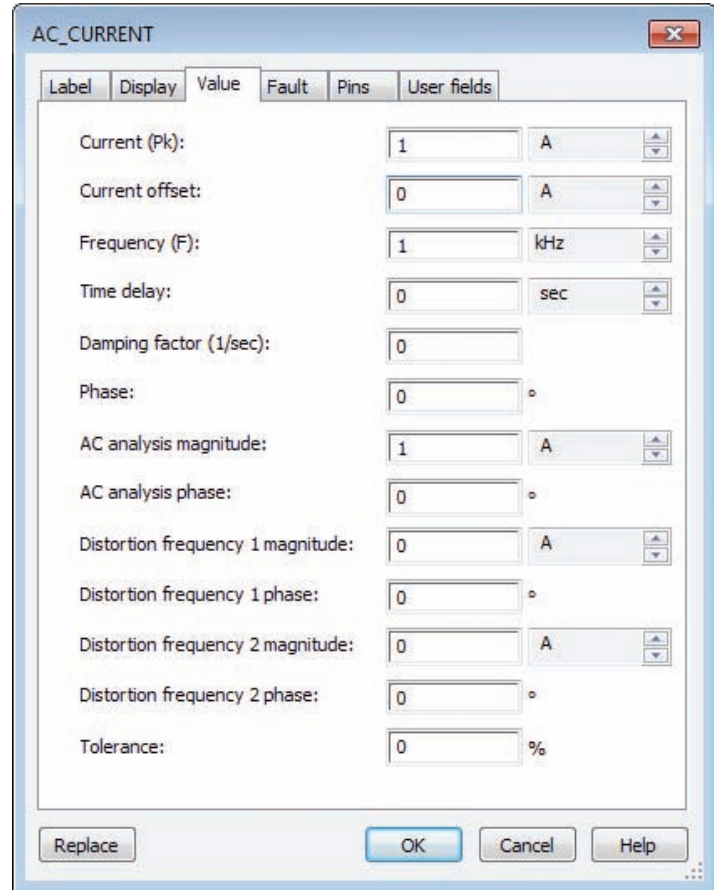 AC_CURRENT
Label Display Value Fault Pins User fields
Current (Pk): 1 A
Current offset: 0 A
Frequency (F): 1 kHz
Time delay: 0 sec
Damping factor (1/sec): 0
Phase: 0 °
AC analysis magnitude: 1 A
AC analysis phase: 0 °
Distortion frequency 1 magnitude: 0 A
Distortion frequency 1 phase: 0 °
Distortion frequency 2 magnitude: 0 A
Distortion frequency 2 phase: 0 °
Tolerance: 0 %
Replace OK Cancel Help